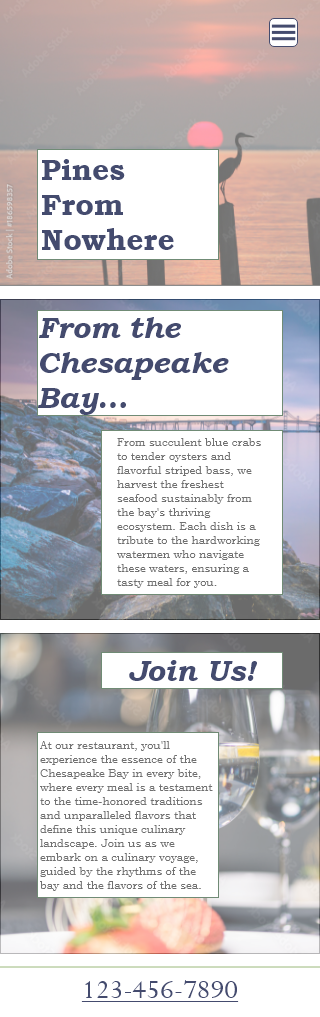 Pines
From
Nowhere
Adobe Stock | #186598357
From the
Chesapeake
Bay...
From succulent blue crabs
to tender oysters and
flavorful striped bass, we
harvest the freshest
seafood sustainably from
the bay's thriving
ecosystem. Each dish is a
tribute to the hardworking
watermen who navigate
these waters, ensuring a
tasty meal for you.
Join Us!
At our restaurant, you'll
experience the essence of the
Chesapeake Bay in every bite,
where every meal is a testament
to the time-honored traditions
and unparalleled flavors that
define this unique culinary
landscape. Join us as we
embark on a culinary voyage,
guided by the rhythms of the
bay and the flavors of the sea.
123-456-7890